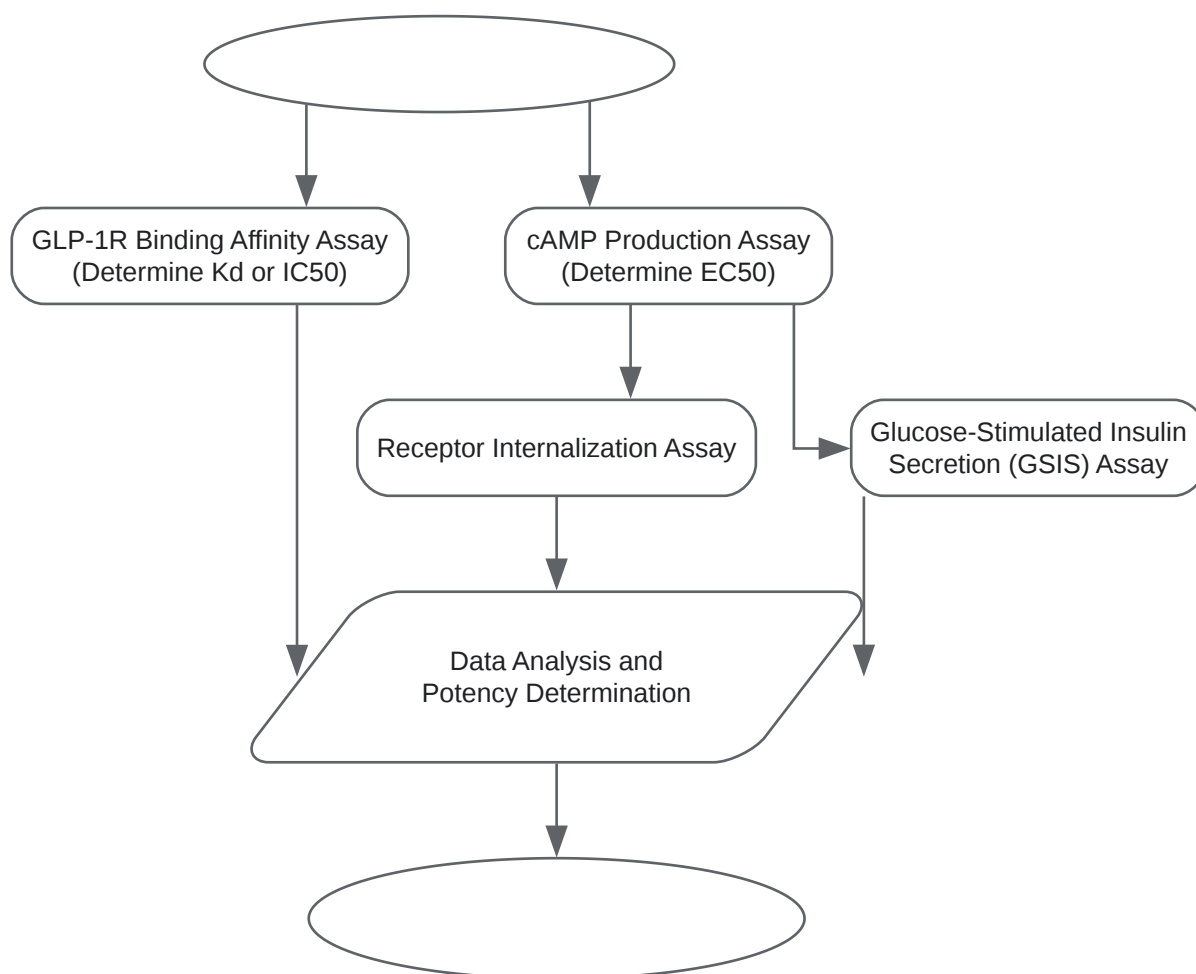 GLP-1R Binding Affinity Assay
(Determine Kd or IC50)
cAMP Production Assay
(Determine EC50)
Receptor Internalization Assay
Glucose-Stimulated Insulin
Secretion (GSIS) Assay
Data Analysis and
Potency Determination